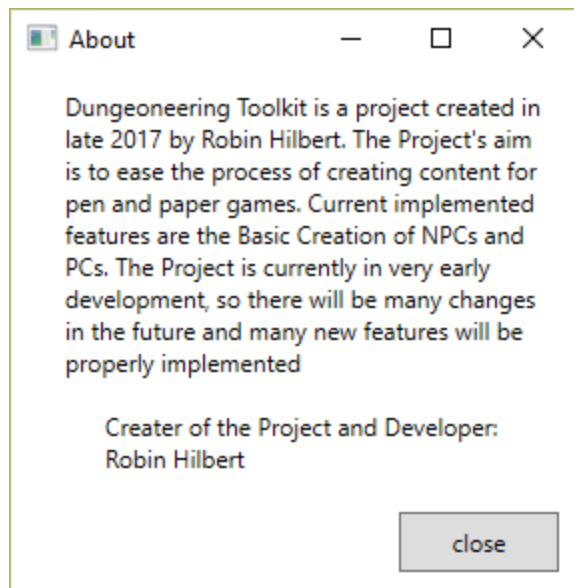 About
Dungeoneering Toolkit is a project created in
late 2017 by Robin Hilbert. The Project's aim
is to ease the process of creating content for
pen and paper games. Current implemented
features are the Basic Creation of NPCs and
PCs. The Project is currently in very early
development, so there will be many changes
in the future and many new features will be
properly implemented
Creater of the Project and Developer:
Robin Hilbert
close